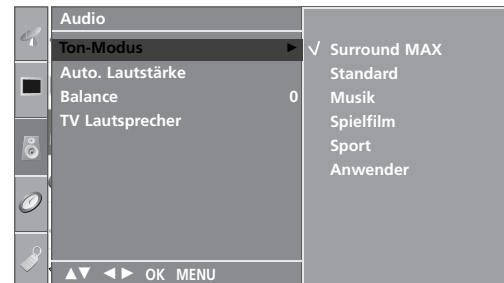 Audio
Ton-Modus ►
Auto. Lautstärke
Balance 0
TV Lautsprecher
▲▼ ◄► OK MENU
√ Surround MAX
Standard
Musik
Spielfilm
Sport
Anwender